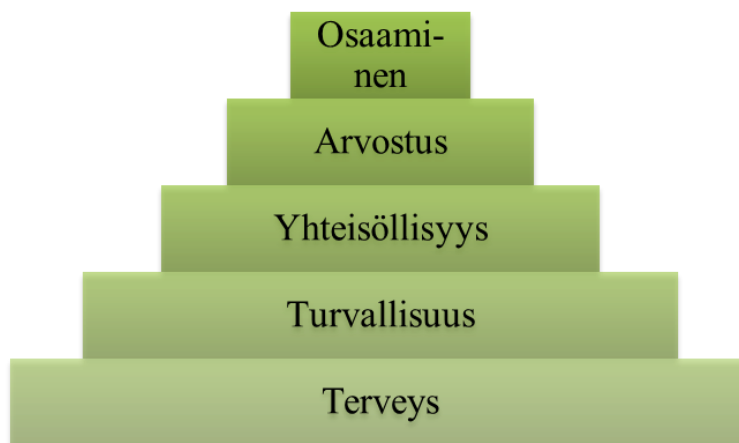 Osaami-
nen
Arvostus
Yhteisöllisyys
Turvallisuus
Terveys